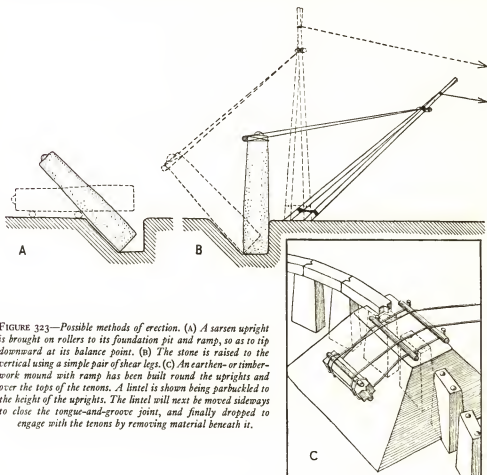 A
B
C
FIGURE 323—Possible methods of erection. (A) A sarsen upright
is brought on rollers to its foundation pit and ramp, so as to tip
downward at its balance point. (B) The stone is raised to the
vertical using a simple pair of shear legs. (C) An earthen- or timber-
work mound with ramp has been built round the uprights and
over the tops of the tenons. A lintel is shown being parbuckled to
the height of the uprights. The lintel will next be moved sideways
to close the tongue-and-groove joint, and finally dropped to
engage with the tenons by removing material beneath it.